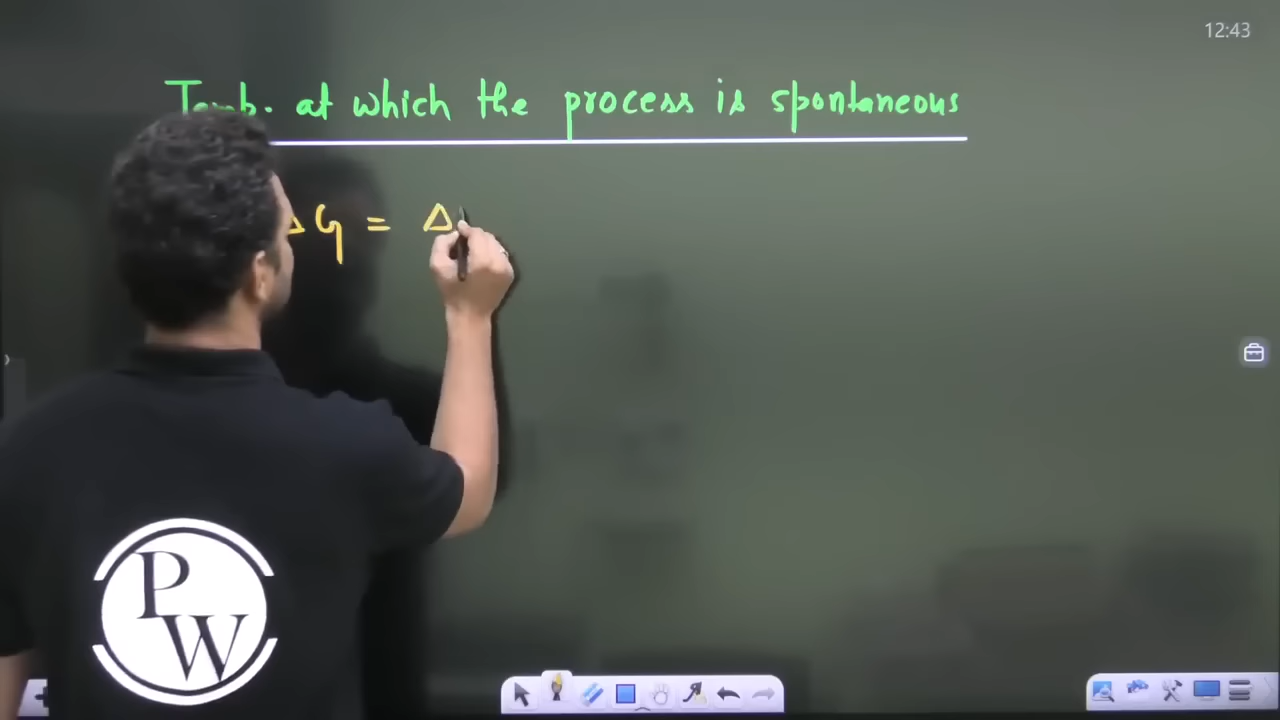 12:43
at which the process is spontaneous
ΔG = Δ
P
W